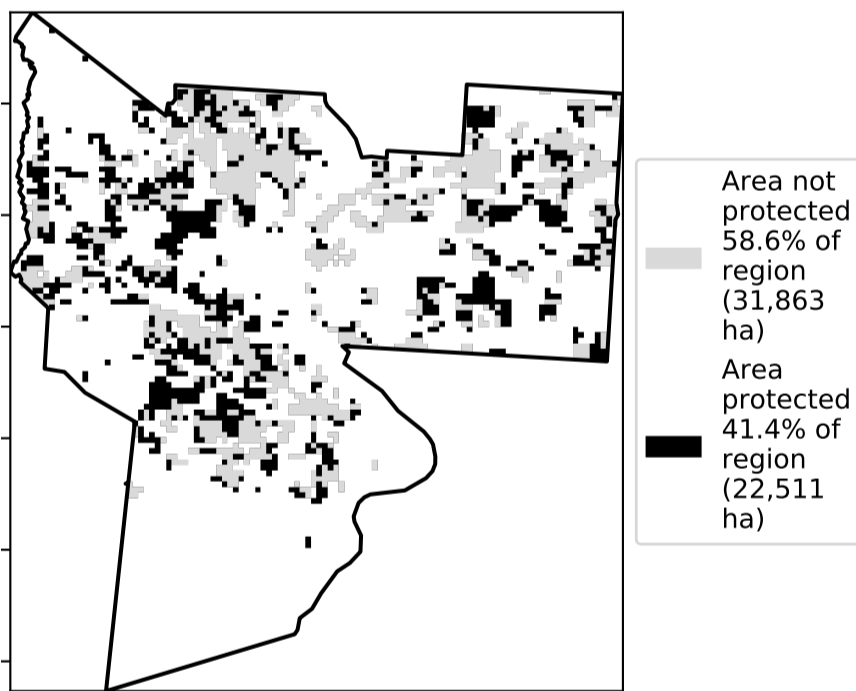 Area not
protected
58.6% of
region
(31,863
ha)
Area
protected
41.4% of
region
(22,511
ha)